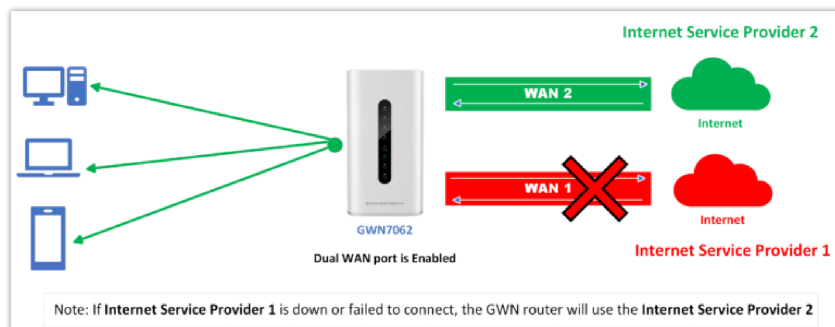 Internet Service Provider 2
WAN 2
Internet
WAN 1
Internet
GWN7062
Internet Service Provider 1
Dual WAN port is Enabled
Note: If Internet Service Provider 1 is down or failed to connect, the GWN router will use the Internet Service Provider 2